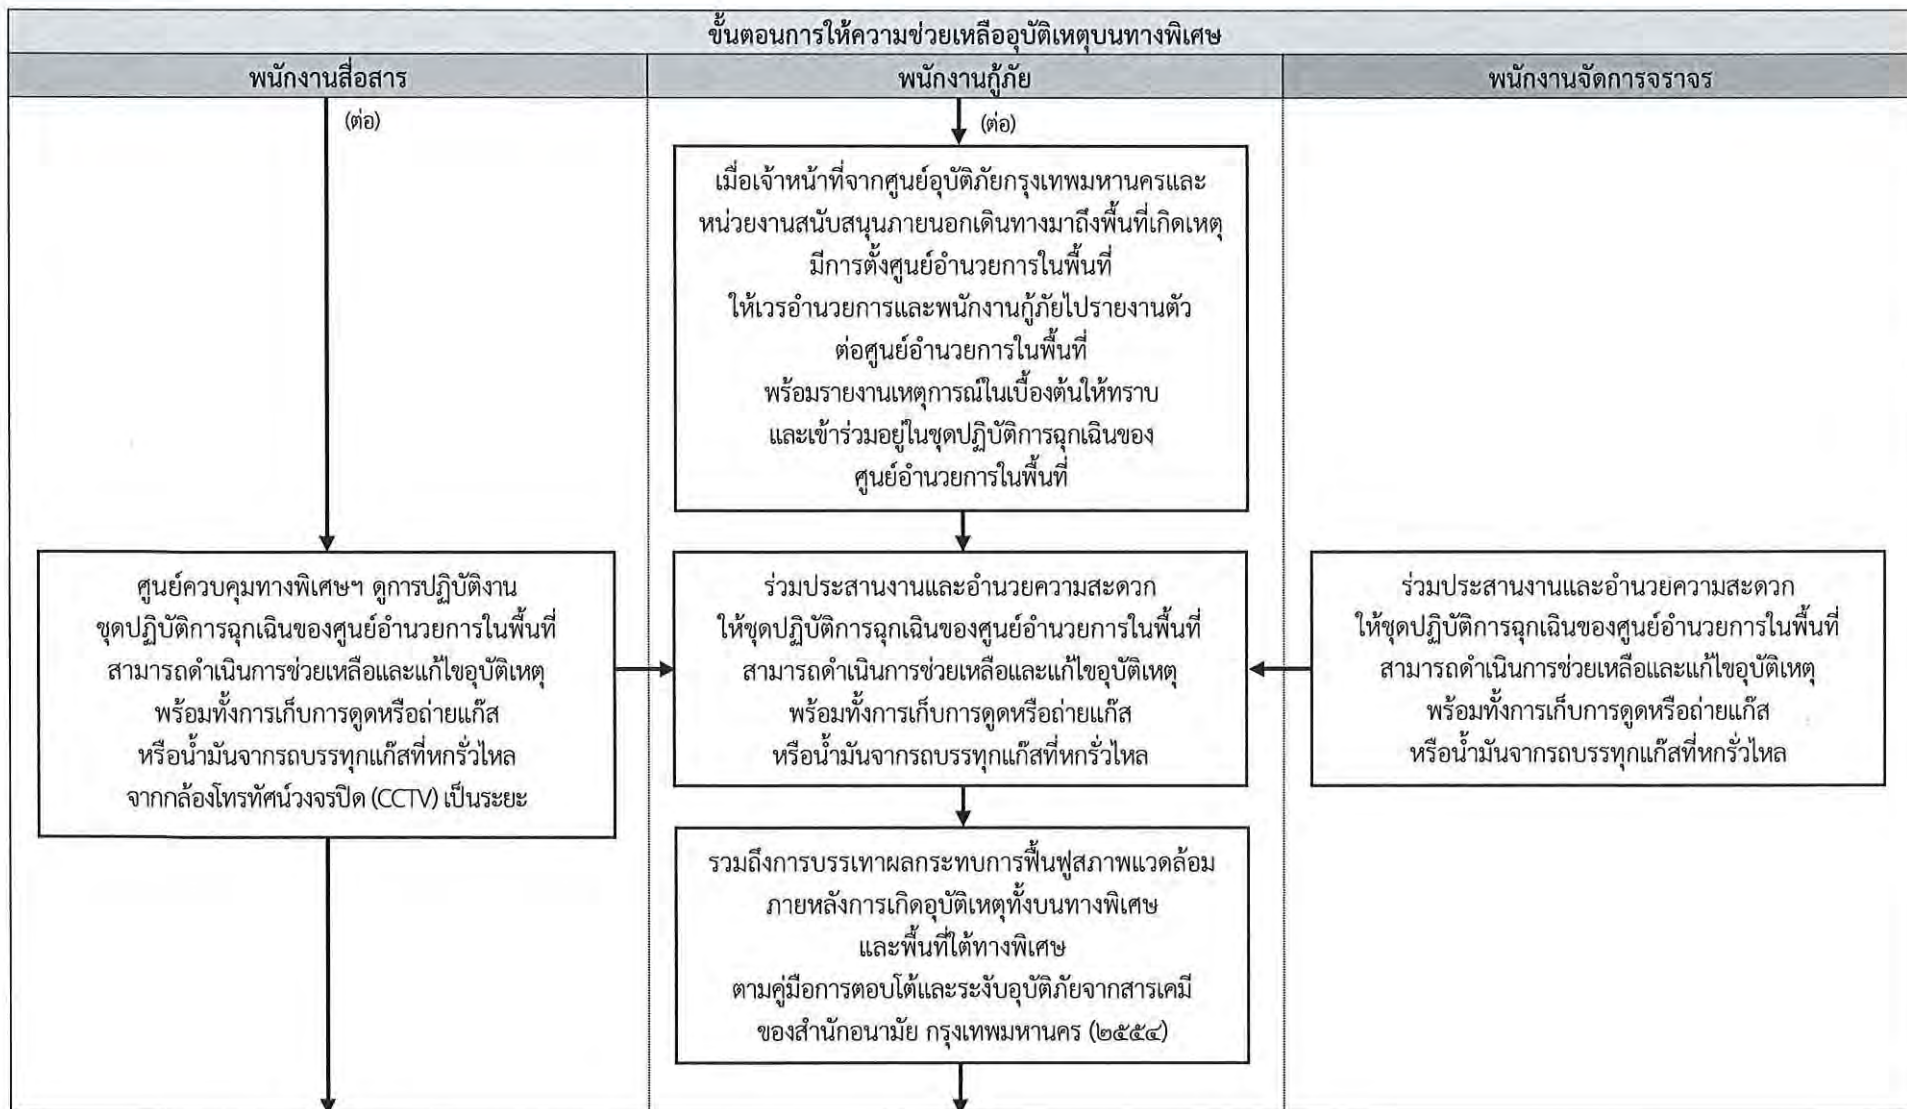 ขั้นตอนการให้ความช่วยเหลืออุบัติเหตุบนทางพิเศษ
พนักงานสื่อสาร
พนักงานกู้ภัย
พนักงานจัดการจราจร
(ต่อ)
(ต่อ)
เมื่อเจ้าหน้าที่จากศูนย์อุบัติภัยกรุงเทพมหานครและ
หน่วยงานสนับสนุนภายนอกเดินทางมาถึงพื้นที่เกิดเหตุ
มีการตั้งศูนย์อำนวยการในพื้นที่
ให้เวรอำนวยการและพนักงานกู้ภัยไปรายงานตัว
ต่อศูนย์อำนวยการในพื้นที่
พร้อมรายงานเหตุการณ์ในเบื้องต้นให้ทราบ
และเข้าร่วมอยู่ในชุดปฏิบัติการฉุกเฉินของ
ศูนย์อำนวยการในพื้นที่
ศูนย์ควบคุมทางพิเศษฯ ดูการปฏิบัติงาน
ชุดปฏิบัติการฉุกเฉินของศูนย์อำนวยการในพื้นที่
สามารถดำเนินการช่วยเหลือและแก้ไขอุบัติเหตุ
พร้อมทั้งการเก็บการดูดหรือถ่ายแก๊ส
หรือน้ำมันจากรถบรรทุกแก๊สที่หกรั่วไหล
จากกล้องโทรทัศน์วงจรปิด (CCTV) เป็นระยะ
ร่วมประสานงานและอำนวยความสะดวก
ให้ชุดปฏิบัติการฉุกเฉินของศูนย์อำนวยการในพื้นที่
สามารถดำเนินการช่วยเหลือและแก้ไขอุบัติเหตุ
พร้อมทั้งการเก็บการดูดหรือถ่ายแก๊ส
หรือน้ำมันจากรถบรรทุกแก๊สที่หกรั่วไหล
ร่วมประสานงานและอำนวยความสะดวก
ให้ชุดปฏิบัติการฉุกเฉินของศูนย์อำนวยการในพื้นที่
สามารถดำเนินการช่วยเหลือและแก้ไขอุบัติเหตุ
พร้อมทั้งการเก็บการดูดหรือถ่ายแก๊ส
หรือน้ำมันจากรถบรรทุกแก๊สที่หกรั่วไหล
รวมถึงการบรรเทาผลกระทบการฟื้นฟูสภาพแวดล้อม
ภายหลังการเกิดอุบัติเหตุทั้งบนทางพิเศษ
และพื้นที่ใต้ทางพิเศษ
ตามคู่มือการตอบโต้และระงับอุบัติภัยจากสารเคมี
ของสำนักอนามัย กรุงเทพมหานคร (๒๕๕๔)